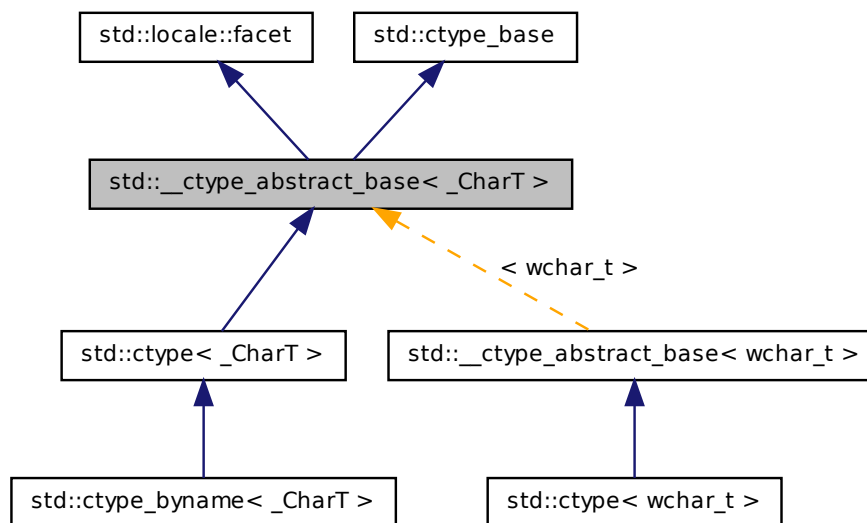 std::locale::facet
std::ctype_base
std::__ctype_abstract_base< _CharT >
< wchar_t >
std::ctype< _CharT >
std::__ctype_abstract_base< wchar_t >
std::ctype_byname< _CharT >
std::ctype< wchar_t >